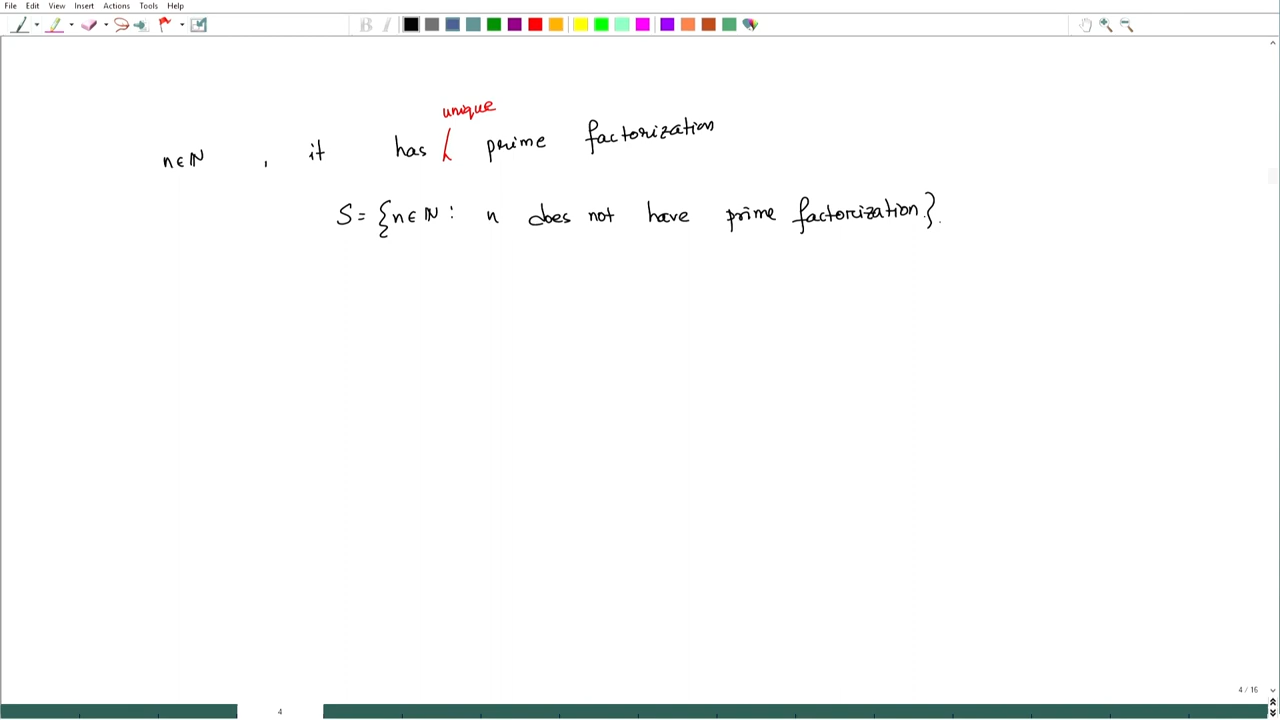 File Edit View Insert Actions Tools Help
B I
unique
n∈ℕ , it has prime factorization
S = {n∈ℕ : n does not have prime factorization}.
4 / 16
4